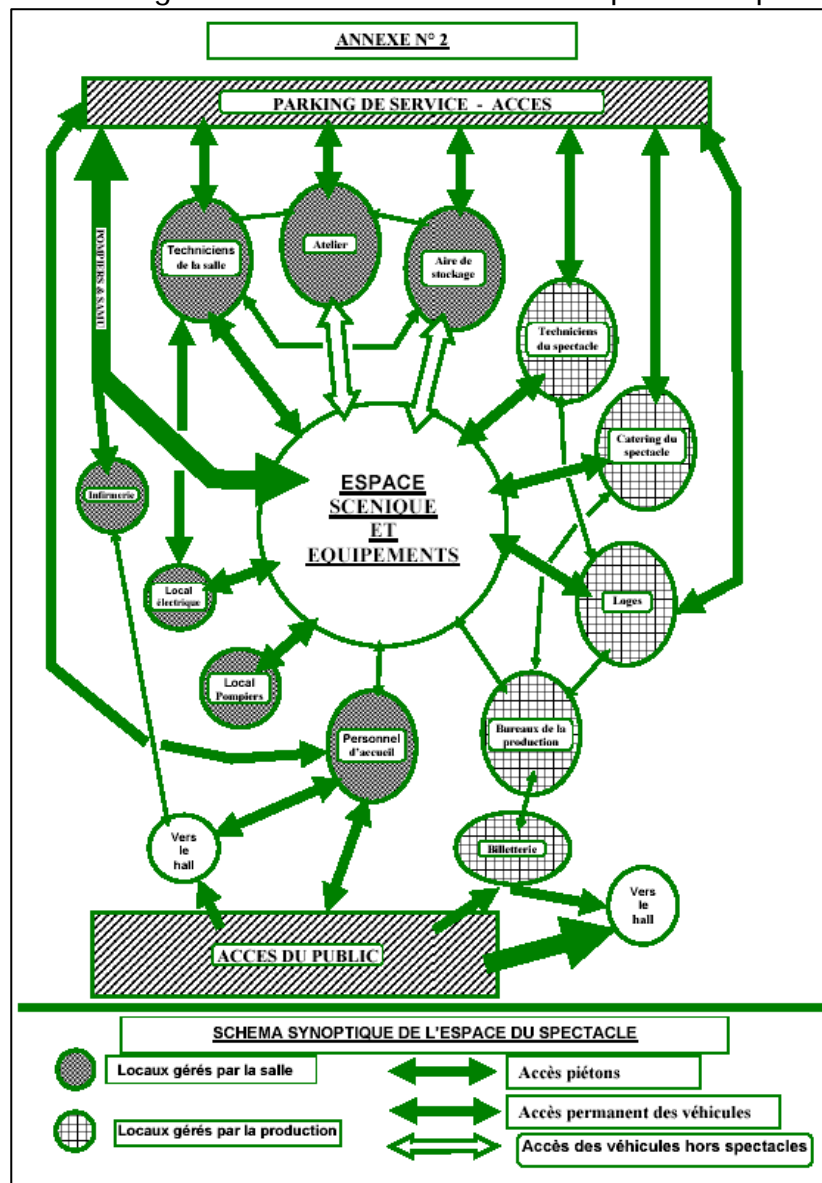 ANNEXE N° 2
PARKING DE SERVICE - ACCES
POMPIERS & SAMU
Techniciens
de la salle
Atelier
Aire de
stockage
Techniciens
du spectacle
Catering du
spectacle
Infirmerie
ESPACE
SCENIQUE
ET
EQUIPEMENTS
Local
électrique
Loges
Local
Pompiers
Personnel
d'accueil
Bureaux de la
production
Vers
le
hall
Billetterie
Vers
le
hall
ACCES DU PUBLIC
SCHEMA SYNOPTIQUE DE L'ESPACE DU SPECTACLE
Locaux gérés par la salle
Accès piétons
Accès permanent des véhicules
Locaux gérés par la production
Accès des véhicules hors spectacles